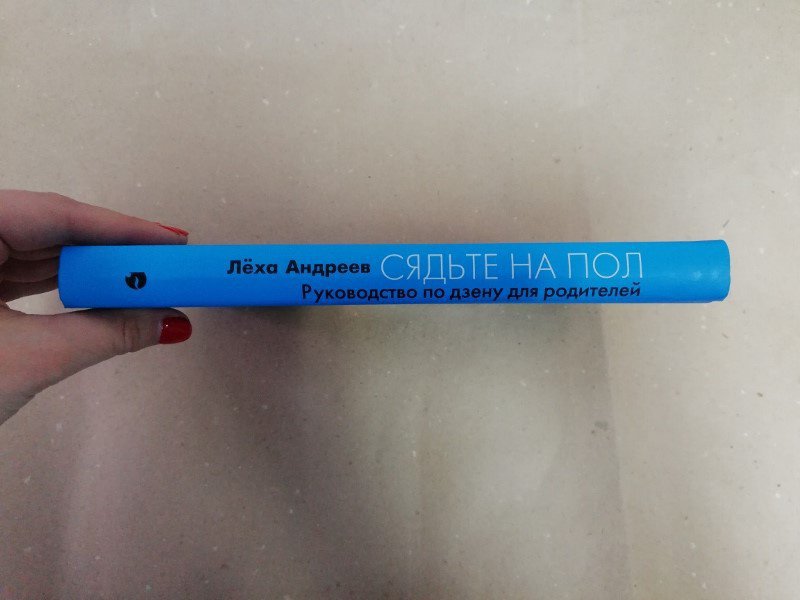 Лёха Андреев СЯДЬТЕ НА ПОЛ
Руководство по дзену для родителей